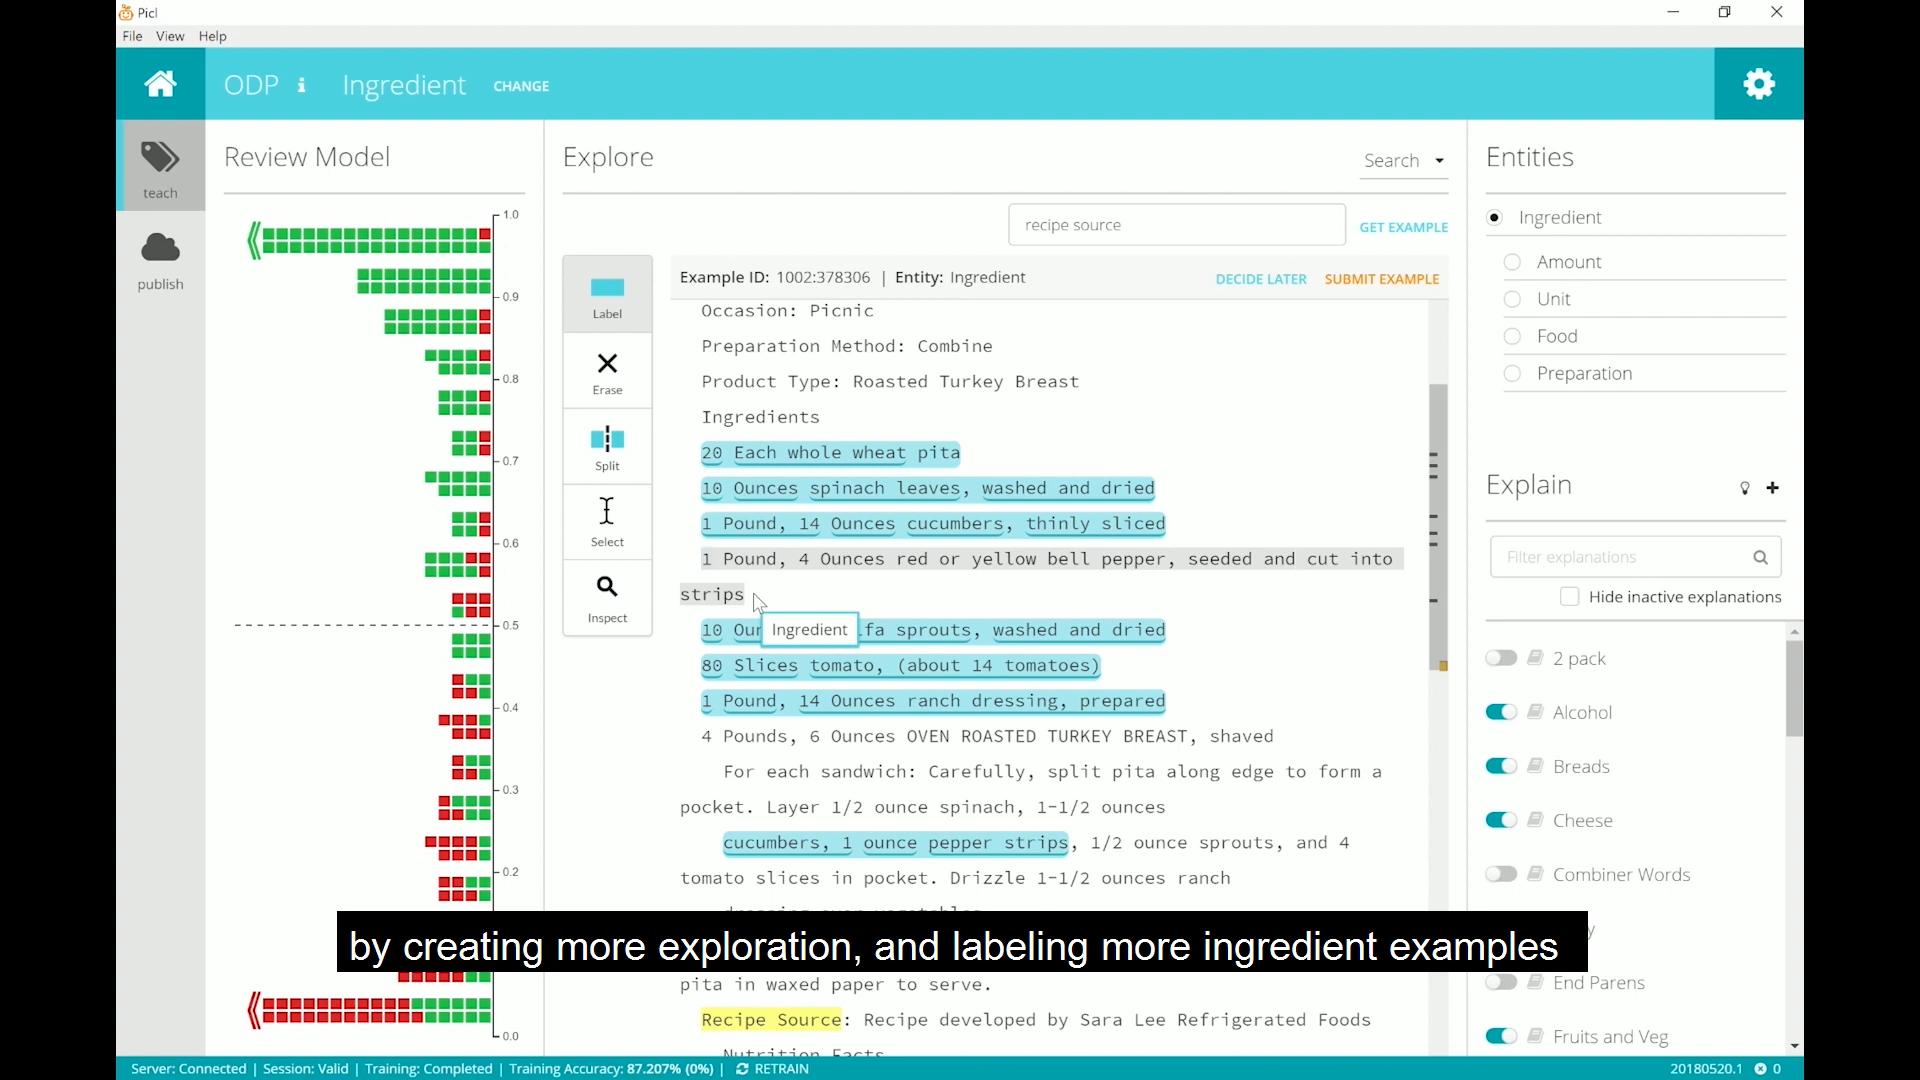 Picl
File View Help
ODP i Ingredient CHANGE
teach
publish
Review Model
1.0
0.9
0.8
0.7
0.6
0.5
0.4
0.3
0.2
0.0
Explore
Search
recipe source
GET EXAMPLE
Label
Erase
Split
Select
Inspect
Example ID: 1002:378306 | Entity: Ingredient
DECIDE LATER SUBMIT EXAMPLE
Occasion: Picnic
Preparation Method: Combine
Product Type: Roasted Turkey Breast
Ingredients
20 Each whole wheat pita
10 Ounces spinach leaves, washed and dried
1 Pound, 14 Ounces cucumbers, thinly sliced
1 Pound, 4 Ounces red or yellow bell pepper, seeded and cut into
strips
Ingredient
10 Our fa sprouts, washed and dried
80 Slices tomato, (about 14 tomatoes)
1 Pound, 14 Ounces ranch dressing, prepared
4 Pounds, 6 Ounces OVEN ROASTED TURKEY BREAST, shaved
For each sandwich: Carefully, split pita along edge to form a
pocket. Layer 1/2 ounce spinach, 1-1/2 ounces
cucumbers, 1 ounce pepper strips, 1/2 ounce sprouts, and 4
tomato slices in pocket. Drizzle 1-1/2 ounces ranch
by creating more exploration, and labeling more ingredient examples
pita in waxed paper to serve.
Recipe Source: Recipe developed by Sara Lee Refrigerated Foods
Nutrition Facts
Entities
Ingredient
Amount
Unit
Food
Preparation
Explain
Filter explanations
Hide inactive explanations
2 pack
Alcohol
Breads
Cheese
Combiner Words
End Parens
Fruits and Veg
Server: Connected | Session: Valid | Training: Completed | Training Accuracy: 87.207% (0%) | RETRAIN
20180520.1 0